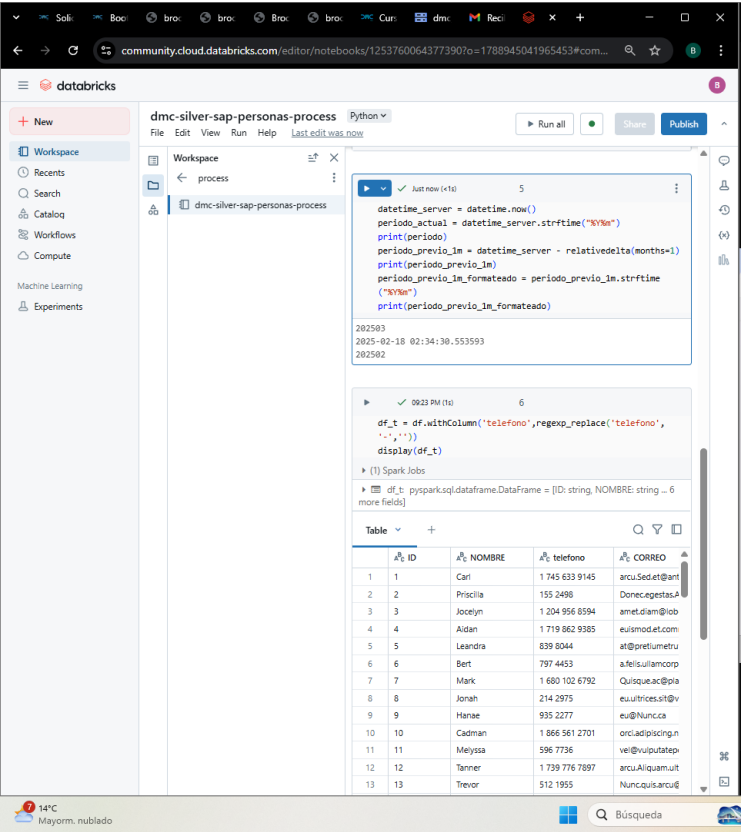 Soli
Boo
broc
broc
Broc
broc
Curs
dmc
Reci
community.cloud.databricks.com/editor/notebooks/1253760064377390?o=1788945041965453#com...
B
databricks
B
New
Workspace
Recents
Search
Catalog
Workflows
Compute
Machine Learning
Experiments
dmc-silver-sap-personas-process Python
File Edit View Run Help Last edit was now
Run all
Share
Publish
Workspace
process
dmc-silver-sap-personas-process
Just now (<1s) 5
datetime_server = datetime.now()
periodo_actual = datetime_server.strftime("%Y%m")
print(periodo)
periodo_previo_1m = datetime_server - relativedelta(months=1)
print(periodo_previo_1m)
periodo_previo_1m_formateado = periodo_previo_1m.strftime
("%Y%m")
print(periodo_previo_1m_formateado)
202503
2025-02-18 02:34:30.553593
202502
09:23 PM (1s) 6
df_t = df.withColumn('telefono',regexp_replace('telefono',
'-',''))
display(df_t)
(1) Spark Jobs
df_t: pyspark.sql.dataframe.DataFrame = [ID: string, NOMBRE: string ... 6
more fields]
Table +
ID NOMBRE telefono CORREO
1 1 Carl 1 745 633 9145 arcu.Sed.et@ant
2 2 Priscilla 155 2498 Donec.egestas.A
3 3 Jocelyn 1 204 956 8594 amet.diam@lob
4 4 Aidan 1 719 862 9385 euismod.et.com
5 5 Leandra 839 8044 at@pretiumetru
6 6 Bert 797 4453 a.felis.ullamcorp
7 7 Mark 1 680 102 6792 Quisque.ac@pla
8 8 Jonah 214 2975 eu.ultrices.sit@v
9 9 Hanae 935 2277 eu@Nunc.ca
10 10 Cadman 1 866 561 2701 orci.adipiscing.n
11 11 Melyssa 596 7736 vel@vulputatep
12 12 Tanner 1 739 776 7897 arcu.Aliquam.ult
13 13 Trevor 512 1955 Nunc.quis.arcu@
7
14°C
Mayorm. nublado
Búsqueda